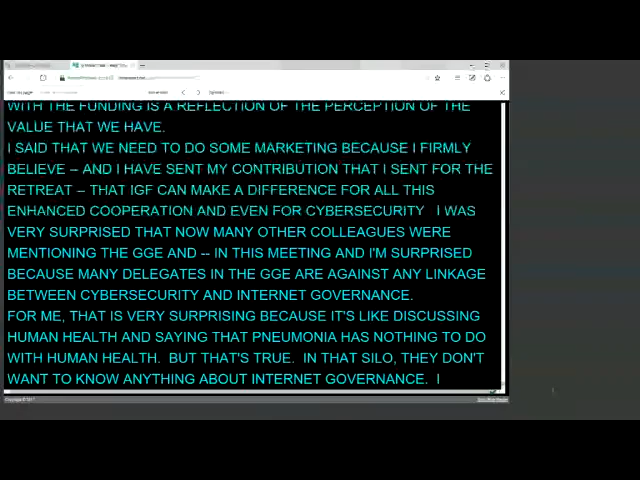 WITH THE FUNDING IS A REFLECTION OF THE PERCEPTION OF THE
VALUE THAT WE HAVE.
I SAID THAT WE NEED TO DO SOME MARKETING BECAUSE I FIRMLY
BELIEVE -- AND I HAVE SENT MY CONTRIBUTION THAT I SENT FOR THE
RETREAT -- THAT IGF CAN MAKE A DIFFERENCE FOR ALL THIS
ENHANCED COOPERATION AND EVEN FOR CYBERSECURITY   I WAS
VERY SURPRISED THAT NOW MANY OTHER COLLEAGUES WERE
MENTIONING THE GGE AND -- IN THIS MEETING AND I'M SURPRISED
BECAUSE MANY DELEGATES IN THE GGE ARE AGAINST ANY LINKAGE
BETWEEN CYBERSECURITY AND INTERNET GOVERNANCE.
FOR ME, THAT IS VERY SURPRISING BECAUSE IT'S LIKE DISCUSSING
HUMAN HEALTH AND SAYING THAT PNEUMONIA HAS NOTHING TO DO
WITH HUMAN HEALTH.  BUT THAT'S TRUE.  IN THAT SILO, THEY DON'T
WANT TO KNOW ANYTHING ABOUT INTERNET GOVERNANCE.  I